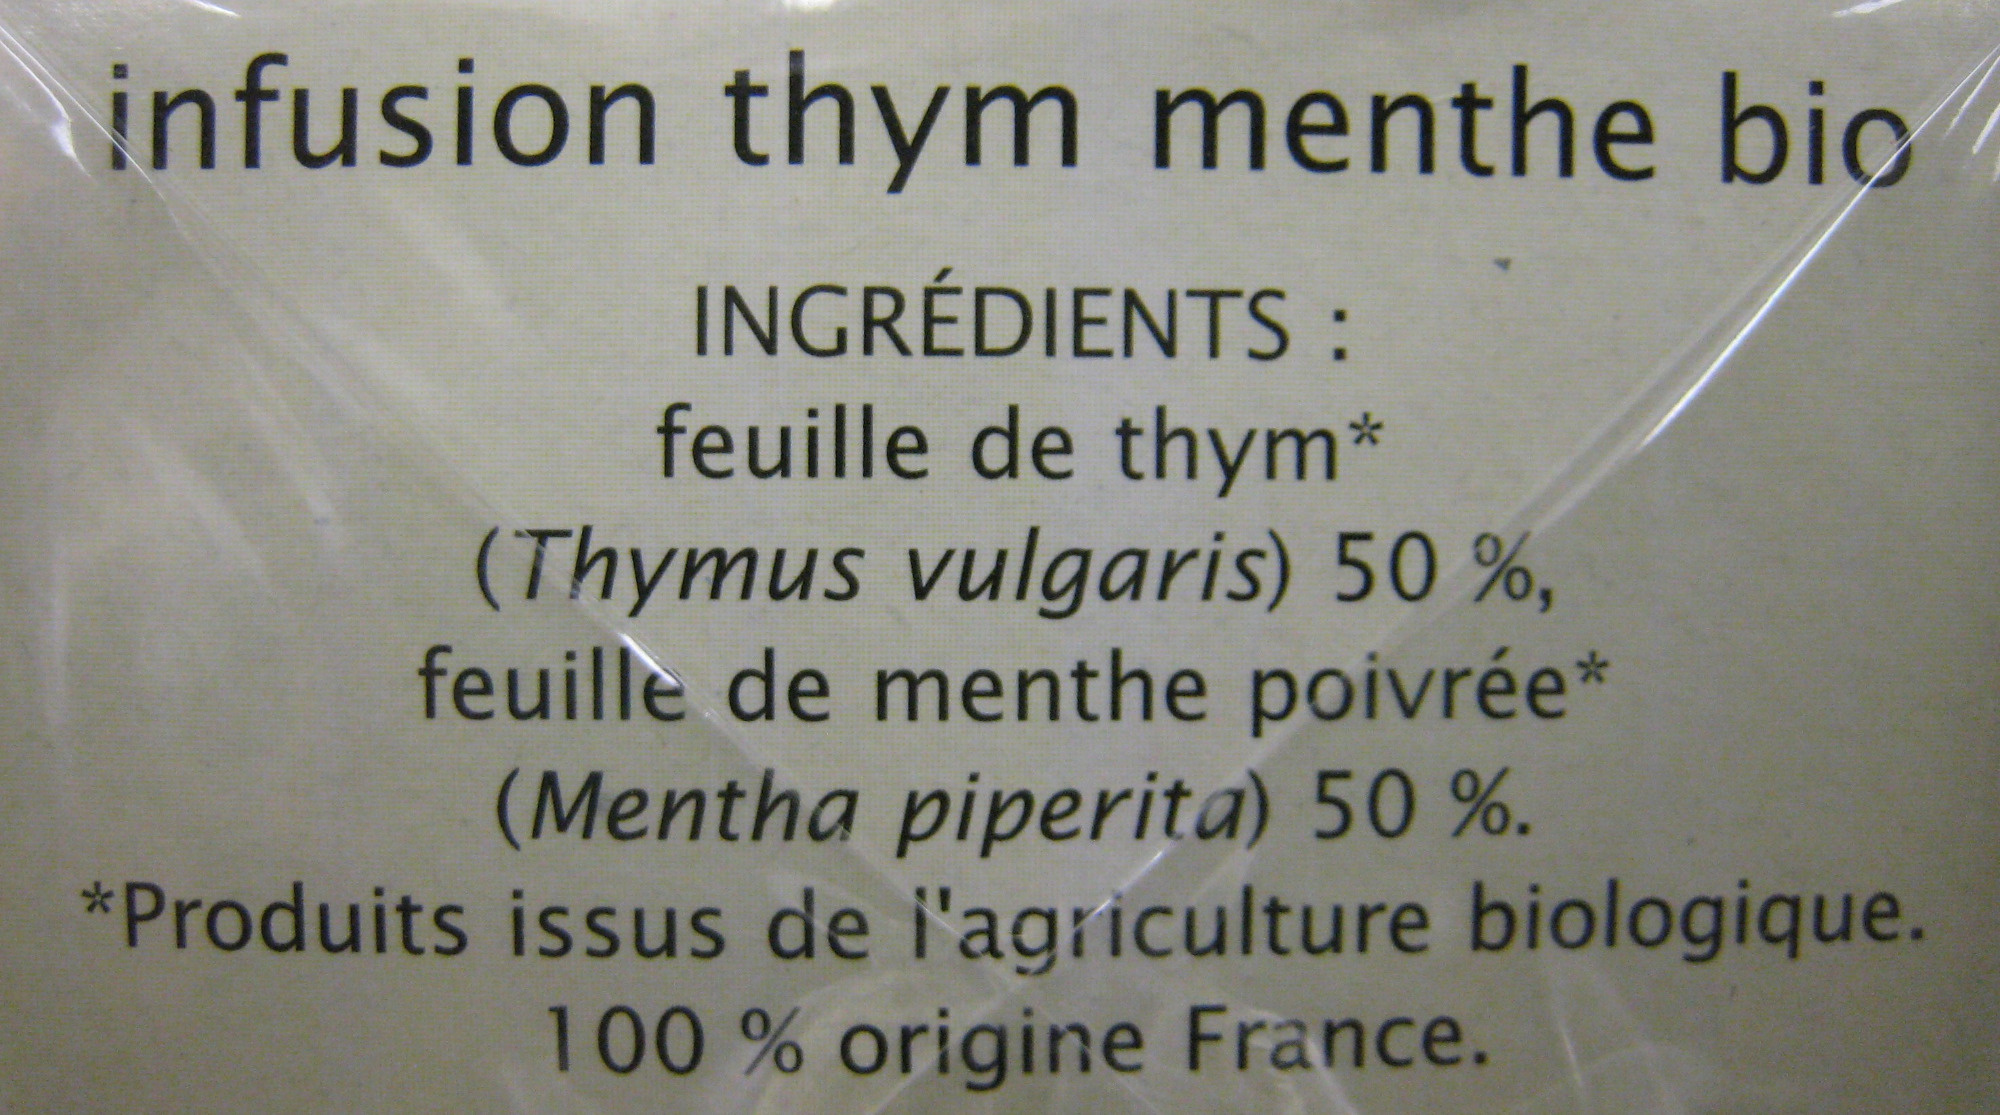 infusion thym menthe bio
INGRÉDIENTS :
feuille de thym*
(Thymus vulgaris) 50 %,
feuille de menthe poivrée*
(Mentha piperita) 50 %.
*Produits issus de l'agriculture biologique.
100 % origine France.